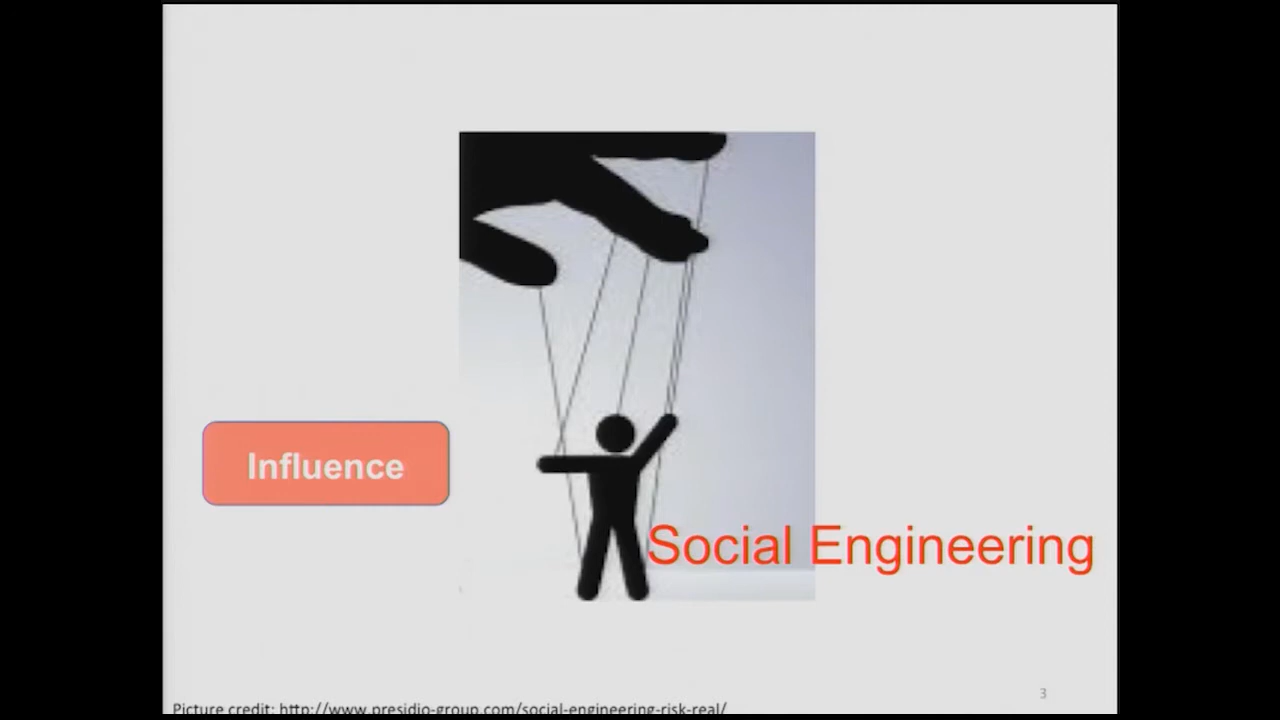 Influence
Social Engineering
3
Picture credit: http://www.presidio-group.com/social-engineering-risk-real/